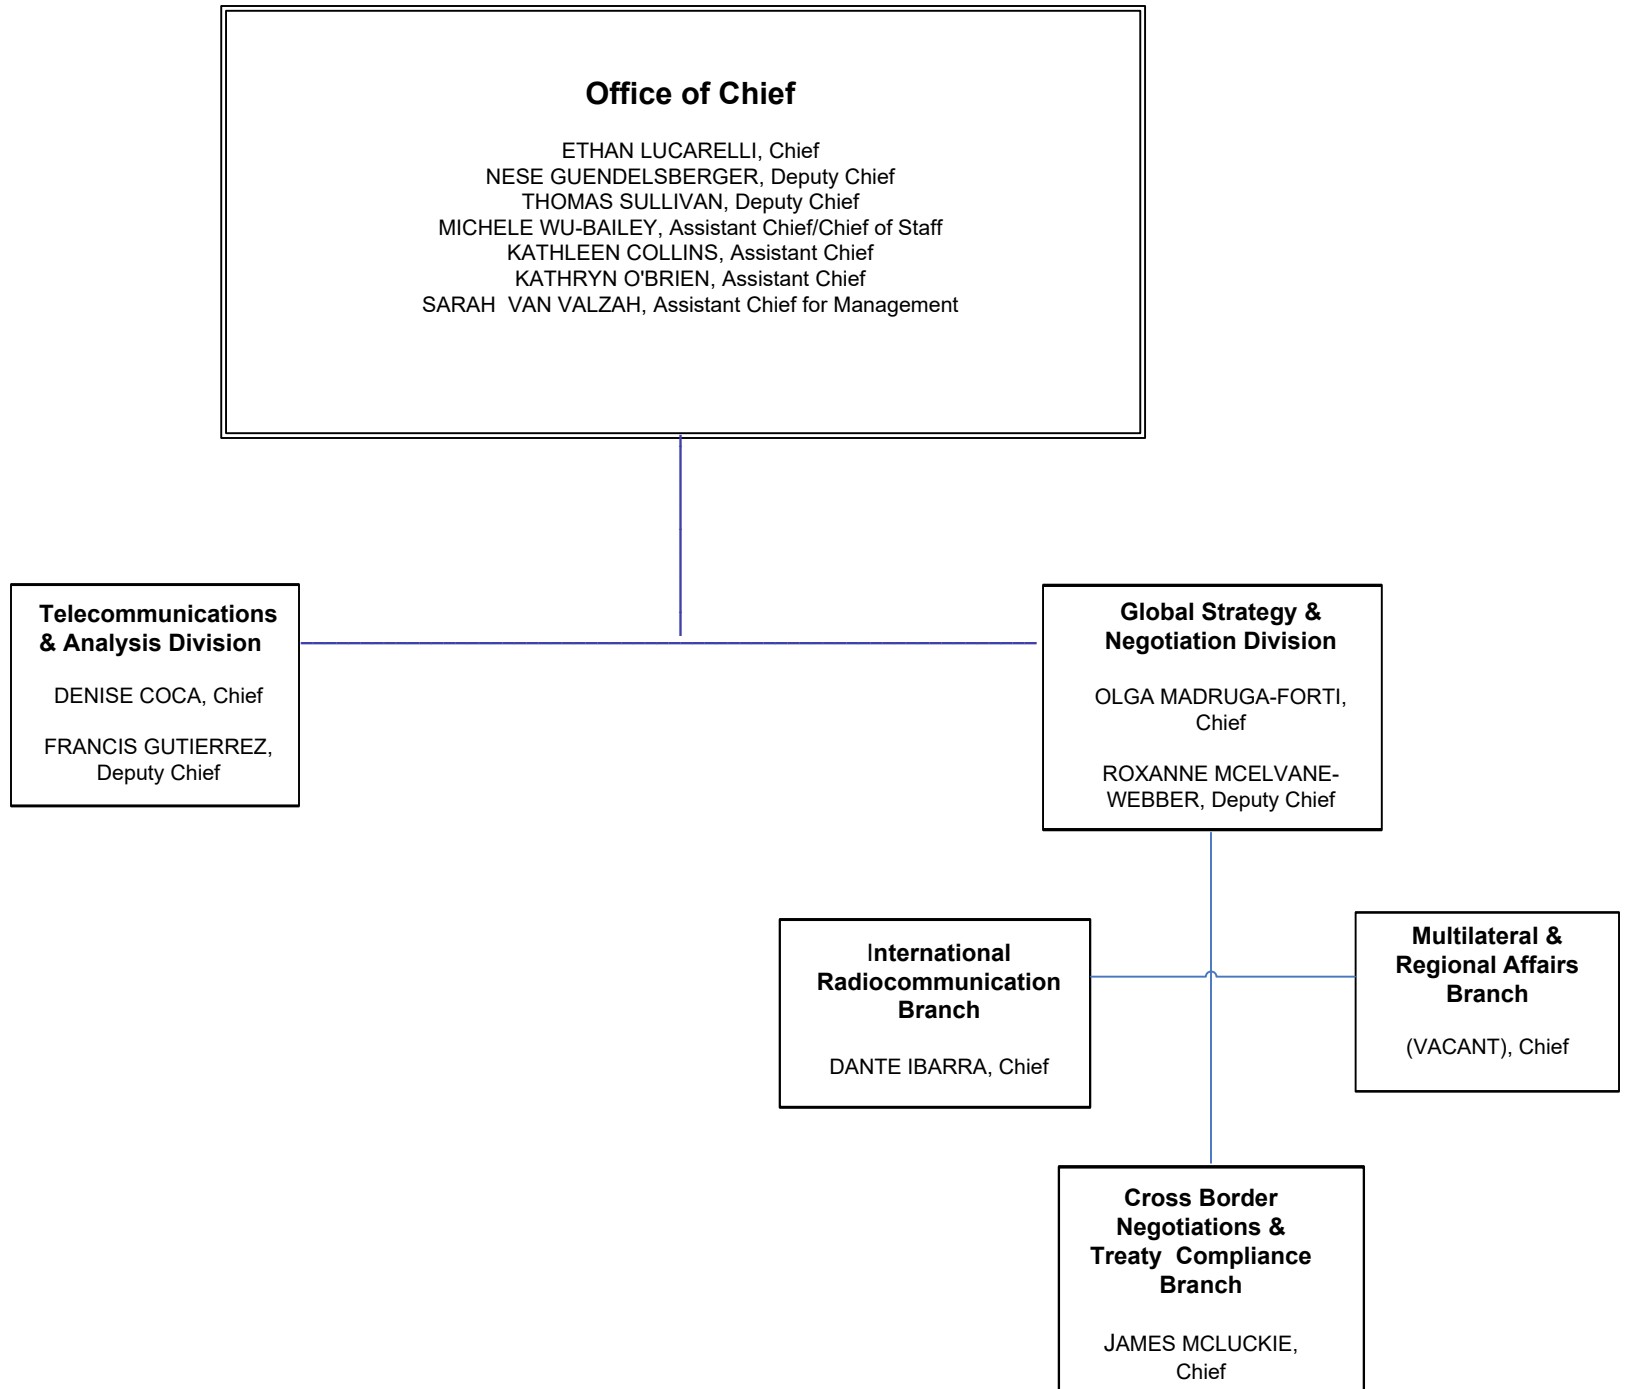 Office of Chief
ETHAN LUCARELLI, Chief
NESE GUENDELSBERGER, Deputy Chief
THOMAS SULLIVAN, Deputy Chief
MICHELE WU-BAILEY, Assistant Chief/Chief of Staff
KATHLEEN COLLINS, Assistant Chief
KATHRYN O'BRIEN, Assistant Chief
SARAH  VAN VALZAH, Assistant Chief for Management
Telecommunications
& Analysis Division
DENISE COCA, Chief
FRANCIS GUTIERREZ,
Deputy Chief
Global Strategy &
Negotiation Division
OLGA MADRUGA-FORTI,
Chief
ROXANNE MCELVANE-
WEBBER, Deputy Chief
International
Radiocommunication
Branch
DANTE IBARRA, Chief
Multilateral &
Regional Affairs
Branch
(VACANT), Chief
Cross Border
Negotiations &
Treaty  Compliance
Branch
JAMES MCLUCKIE,
Chief